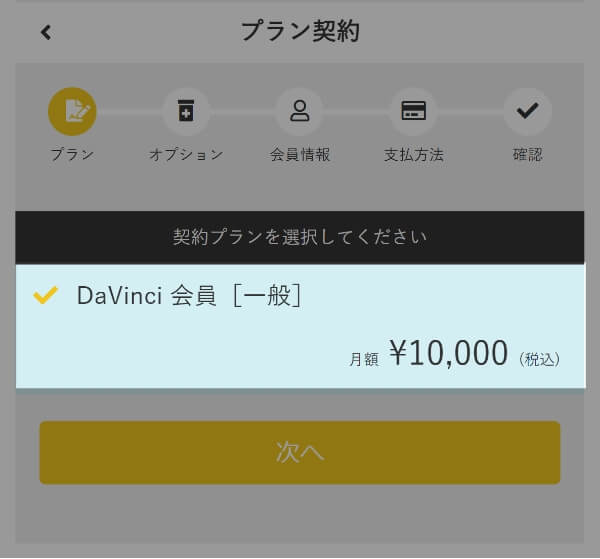 プラン契約
プラン オプション 会員情報 支払方法 確認
契約プランを選択してください
DaVinci 会員［一般］
月額 ¥10,000 (税込)
次へ